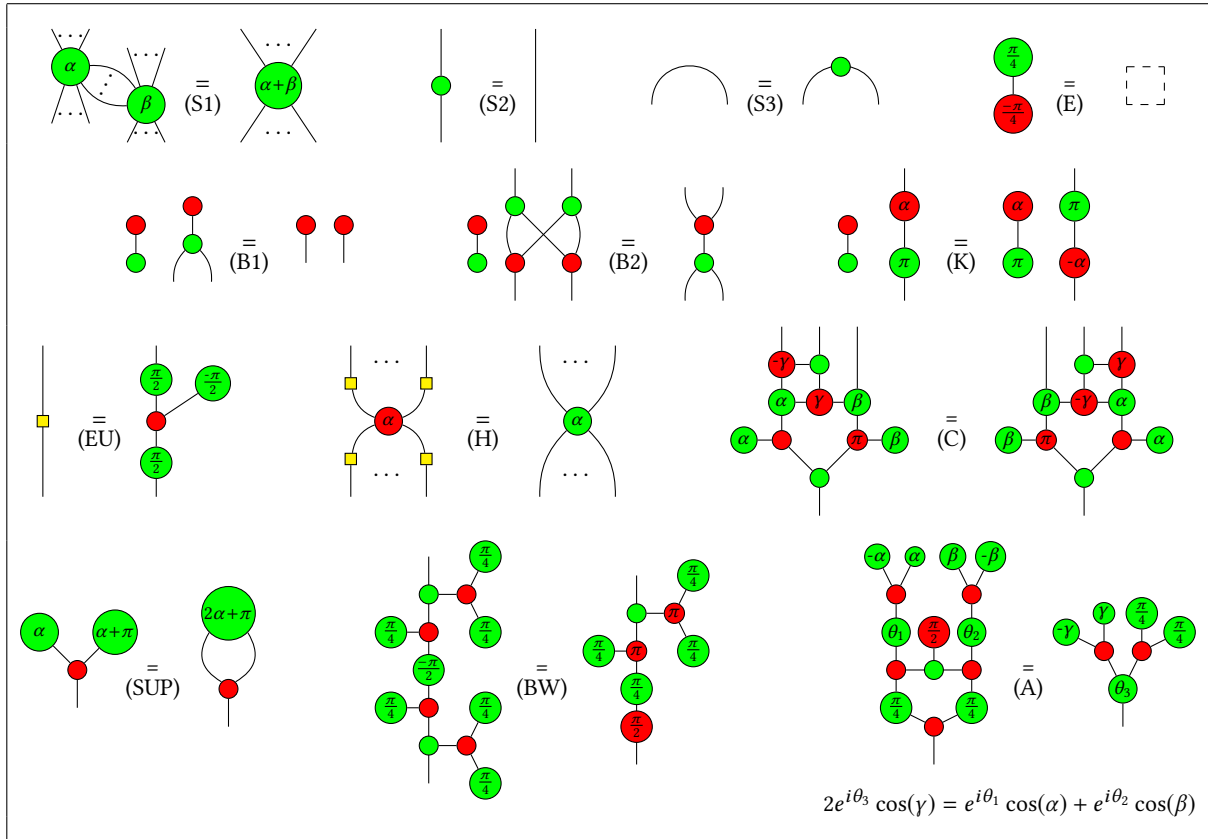 α ⋯ β = (S1) ⋯ α+β ⋯
= (S2)
= (S3)
π/4 -π/4 = (E)
= (B1)
= (B2)
α π = (K) α π π -α
= (EU) π/2 -π/2 π/2
⋯ α ⋯ = (H) ⋯ α ⋯
-γ α γ β α π β = (C) γ β -γ α β π α
α α+π = (SUP) 2α+π
π/4 π/4 π/4 -π/2 π/4 π/4 π/4 = (BW) π/4 π π/4 π π/4 π/4 π/2
-α α β -β θ₁ π/2 θ₂ π/4 π/4 = (A) -γ γ π/4 π/4 θ₃
2e^{iθ₃} cos(γ) = e^{iθ₁} cos(α) + e^{iθ₂} cos(β)